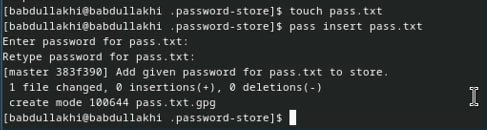 [babdullakhi@babdullakhi .password-store]$ touch pass.txt
[babdullakhi@babdullakhi .password-store]$ pass insert pass.txt
Enter password for pass.txt:
Retype password for pass.txt:
[master 383f390] Add given password for pass.txt to store.
 1 file changed, 0 insertions(+), 0 deletions(-)
 create mode 100644 pass.txt.gpg
[babdullakhi@babdullakhi .password-store]$